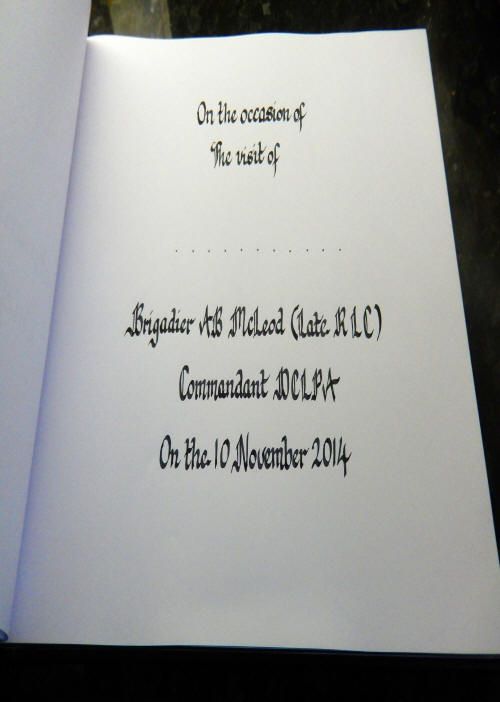 On the occasion of
The visit of
. . . . . . . . . . .
Brigadier AB McLeod (Late RLC)
Commandant DCLPA
On the 10 November 2014